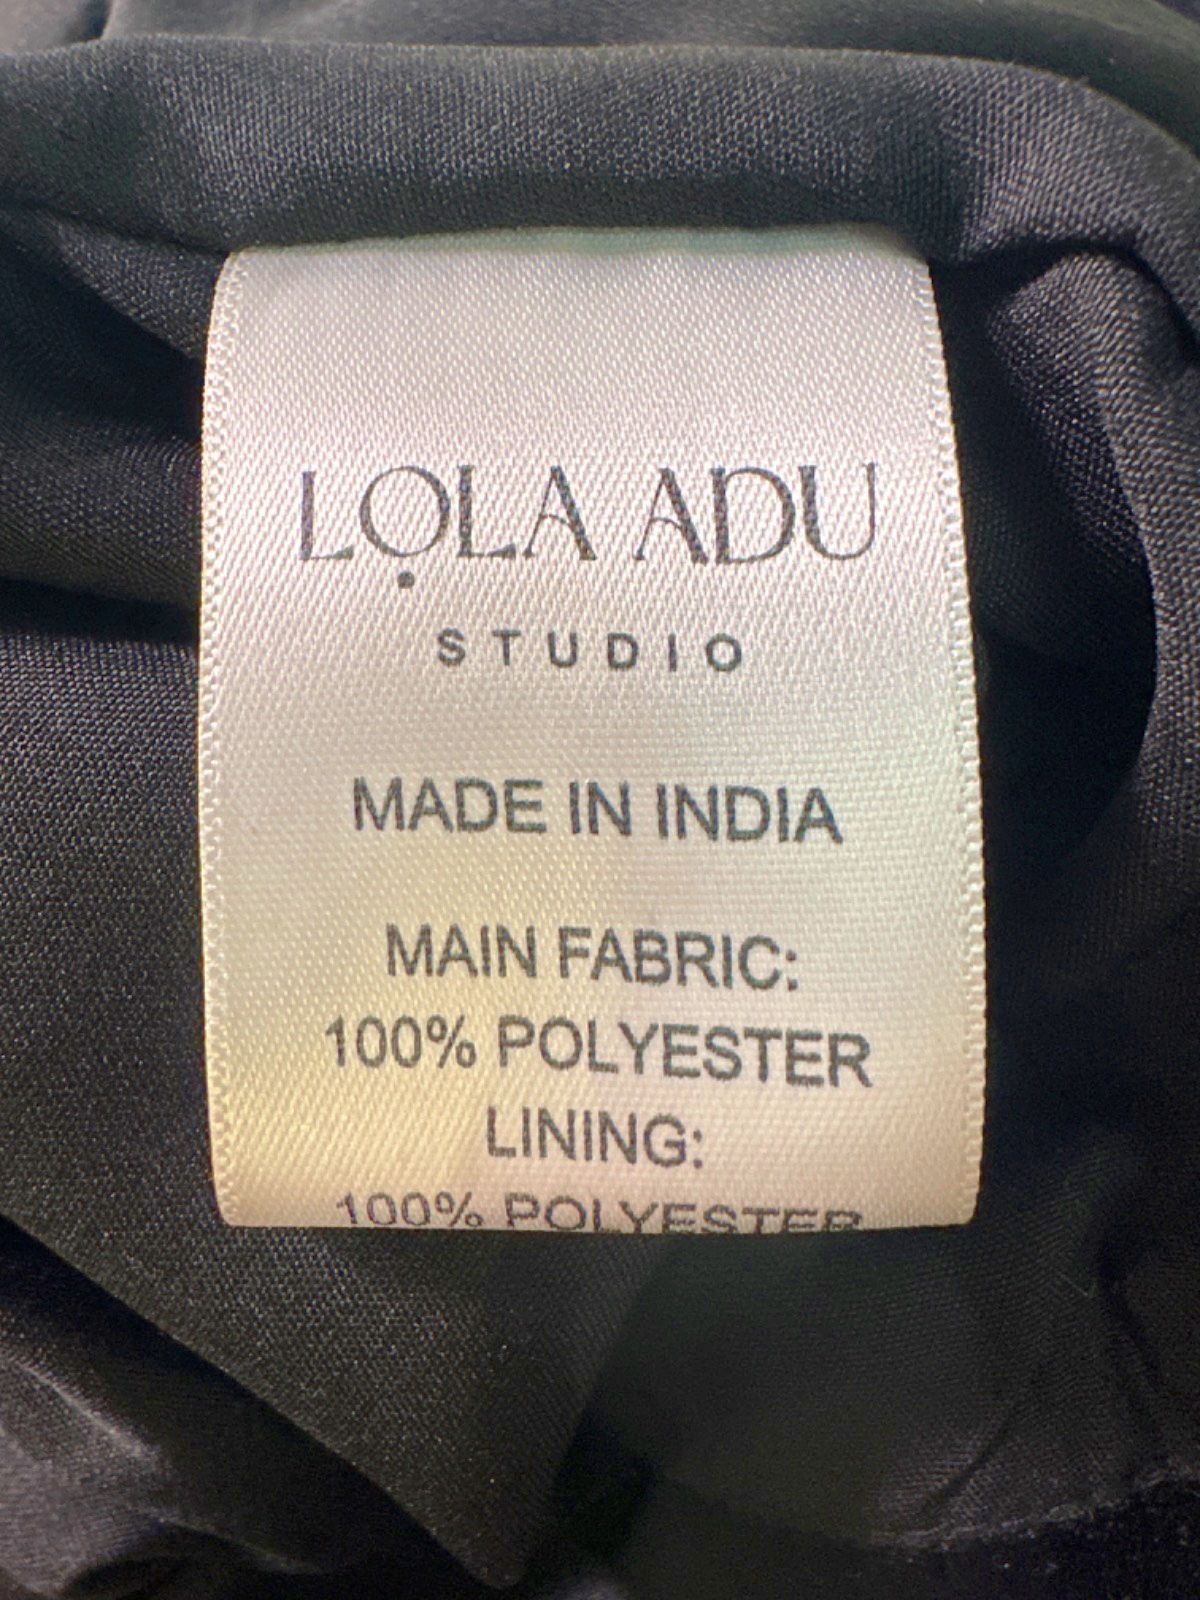 LỌLA ADU
STUDIO
MADE IN INDIA
MAIN FABRIC:
100% POLYESTER
LINING:
100% POLYESTER